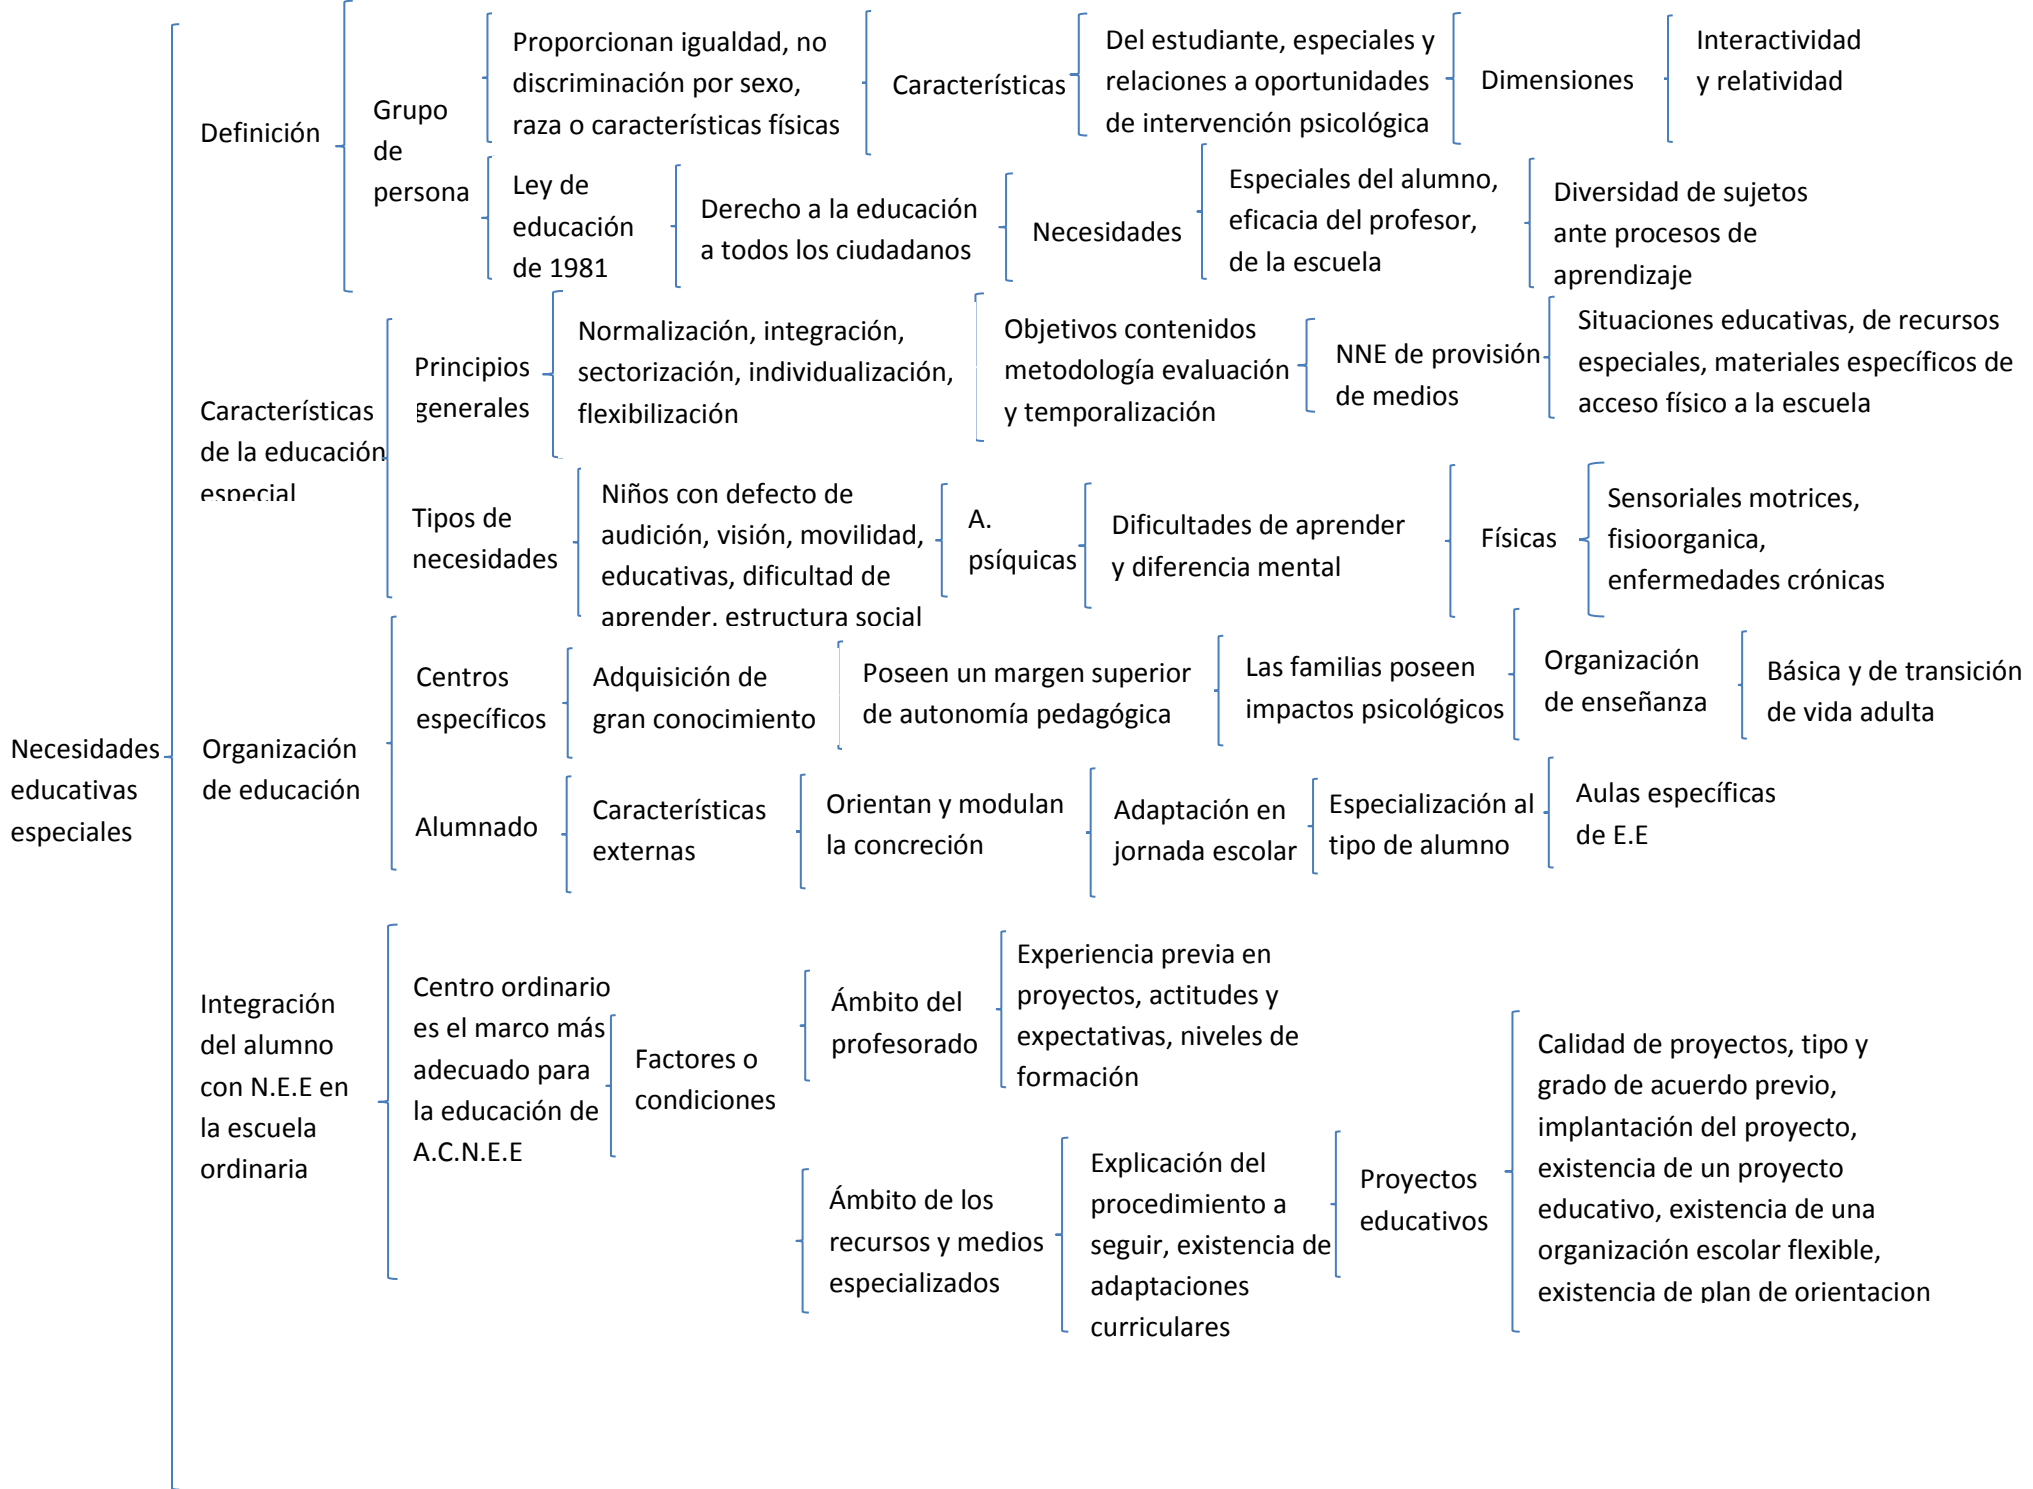 Necesidades
educativas
especiales
Definición
Grupo
de
persona
Proporcionan igualdad, no
discriminación por sexo,
raza o características físicas
Características
Del estudiante, especiales y
relaciones a oportunidades
de intervención psicológica
Dimensiones
Interactividad
y relatividad
Ley de
educación
de 1981
Derecho a la educación
a todos los ciudadanos
Necesidades
Especiales del alumno,
eficacia del profesor,
de la escuela
Diversidad de sujetos
ante procesos de
aprendizaje
Características
de la educación
especial
Principios
generales
Normalización, integración,
sectorización, individualización,
flexibilización
Objetivos contenidos
metodología evaluación
y temporalización
NNE de provisión
de medios
Situaciones educativas, de recursos
especiales, materiales específicos de
acceso físico a la escuela
Tipos de
necesidades
Niños con defecto de
audición, visión, movilidad,
educativas, dificultad de
aprender, estructura social
A.
psíquicas
Dificultades de aprender
y diferencia mental
Físicas
Sensoriales motrices,
fisioorganica,
enfermedades crónicas
Organización
de educación
Centros
específicos
Adquisición de
gran conocimiento
Poseen un margen superior
de autonomía pedagógica
Las familias poseen
impactos psicológicos
Organización
de enseñanza
Básica y de transición
de vida adulta
Alumnado
Características
externas
Orientan y modulan
la concreción
Adaptación en
jornada escolar
Especialización al
tipo de alumno
Aulas específicas
de E.E
Integración
del alumno
con N.E.E en
la escuela
ordinaria
Centro ordinario
es el marco más
adecuado para
la educación de
A.C.N.E.E
Factores o
condiciones
Ámbito del
profesorado
Experiencia previa en
proyectos, actitudes y
expectativas, niveles de
formación
Ámbito de los
recursos y medios
especializados
Explicación del
procedimiento a
seguir, existencia de
adaptaciones
curriculares
Proyectos
educativos
Calidad de proyectos, tipo y
grado de acuerdo previo,
implantación del proyecto,
existencia de un proyecto
educativo, existencia de una
organización escolar flexible,
existencia de plan de orientacion